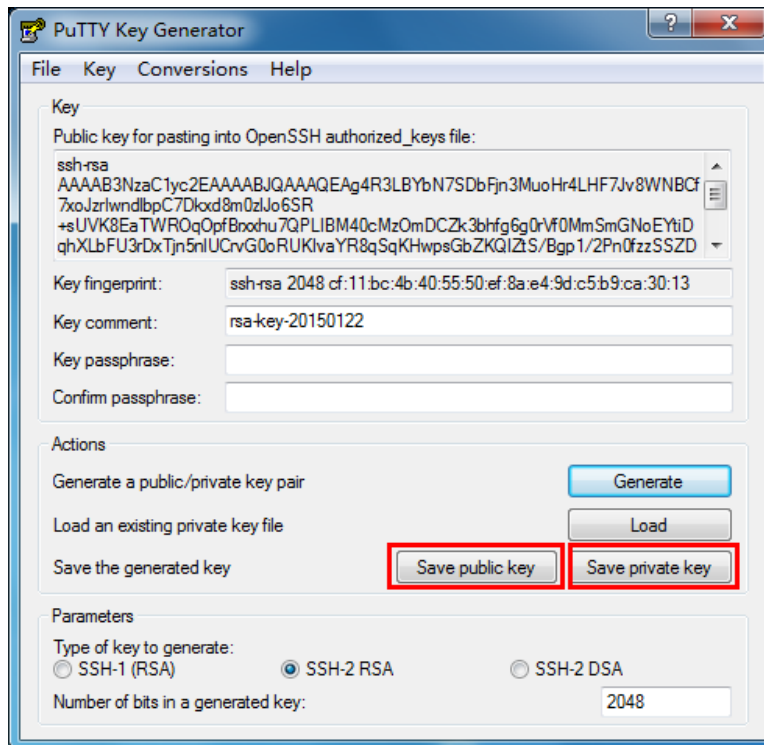 PuTTY Key Generator
File Key Conversions Help
Key
Public key for pasting into OpenSSH authorized_keys file:
ssh-rsa
AAAAB3NzaC1yc2EAAAABJQAAAQEAg4R3LBYbN7SDbFjn3MuoHr4LHF7Jv8WNBCf
7xoJzrIwndlbpC7Dkxd8m0zlJo6SR
+sUVK8EaTWROqOpfBrxxhu7QPLIBM40cMzOmDCZk3bhfg6g0rVf0MmSmGNoEYtiD
qhXLbFU3rDxTjn5nIUCrvG0oRUKlvaYR8qSqKHwpsGbZKQIZtS/Bgp1/2Pn0fzzSSZD
Key fingerprint: ssh-rsa 2048 cf:11:bc:4b:40:55:50:ef:8a:e4:9d:c5:b9:ca:30:13
Key comment: rsa-key-20150122
Key passphrase:
Confirm passphrase:
Actions
Generate a public/private key pair Generate
Load an existing private key file Load
Save the generated key Save public key Save private key
Parameters
Type of key to generate:
SSH-1 (RSA) SSH-2 RSA SSH-2 DSA
Number of bits in a generated key: 2048